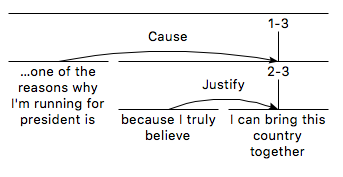 1-3
Cause
...one of the
reasons why
I'm running for
president is
2-3
Justify
because I truly
believe
I can bring this
country
together